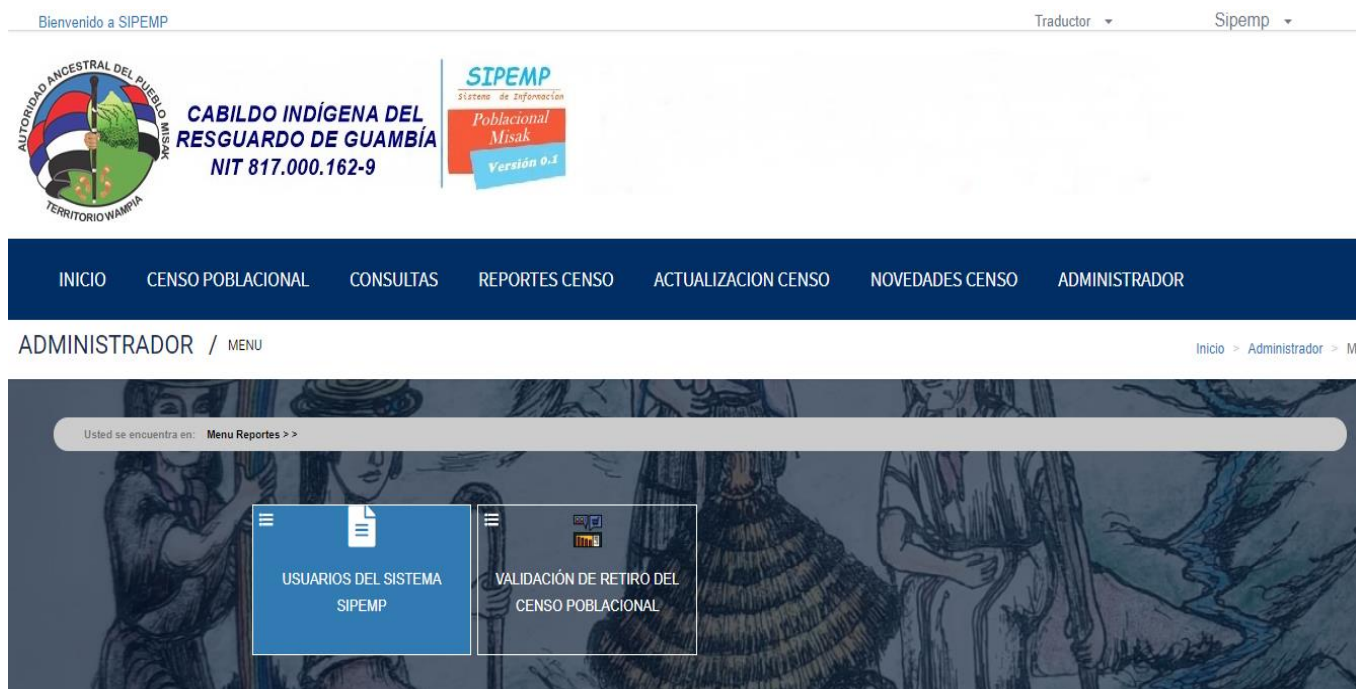 Bienvenido a SIPEMP
Traductor
Sipemp
AUTORIDAD ANCESTRAL DEL PUEBLO MISAK
TERRITORIO WAMPIA
CABILDO INDÍGENA DEL
RESGUARDO DE GUAMBÍA
NIT 817.000.162-9
SIPEMP
Sistema de Informacion
Poblacional
Misak
Versión 0.1
INICIO CENSO POBLACIONAL CONSULTAS REPORTES CENSO ACTUALIZACION CENSO NOVEDADES CENSO ADMINISTRADOR
ADMINISTRADOR / MENU
Inicio > Administrador > M
Usted se encuentra en: Menu Reportes > >
USUARIOS DEL SISTEMA
SIPEMP
VALIDACIÓN DE RETIRO DEL
CENSO POBLACIONAL